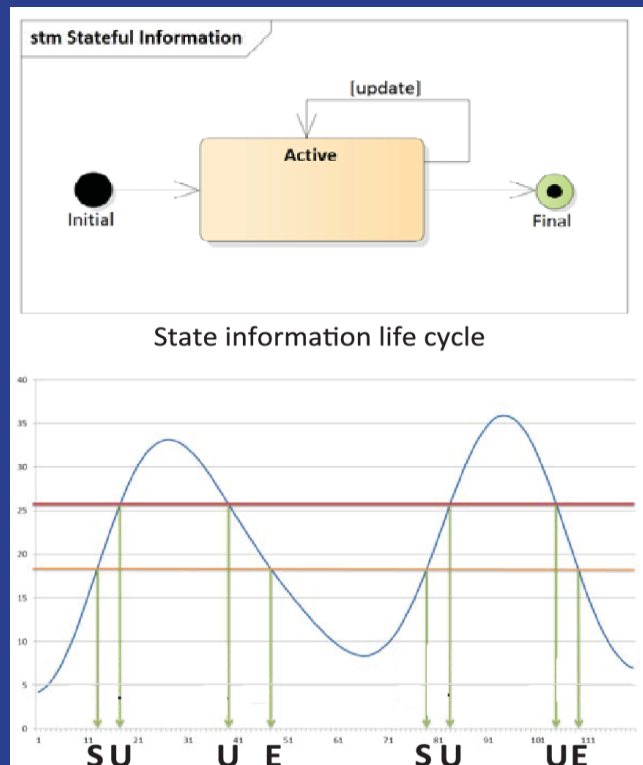 stm Stateful Information
[update]
Active
Initial
Final
State information life cycle
40
35
30
25
20
15
10
5
0
1 11 21 31 41 51 61 71 81 91 101 111
S U U E S U U E